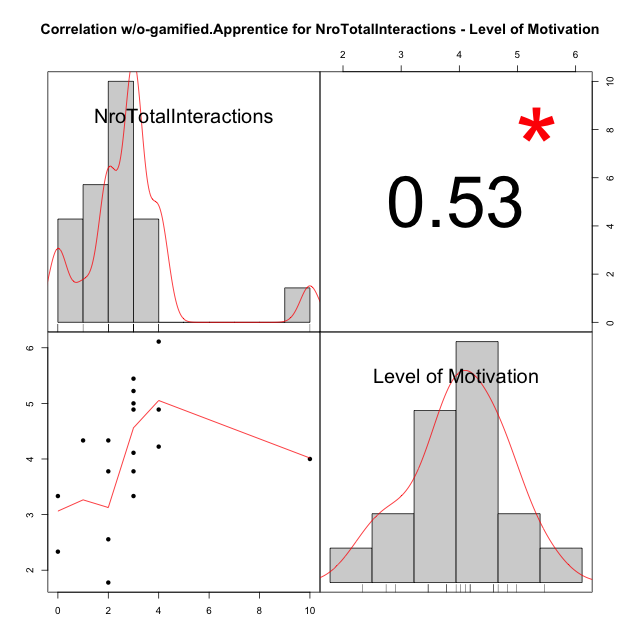 Correlation w/o-gamified.Apprentice for NroTotalInteractions - Level of Motivation
2 3 4 5 6
NroTotalInteractions
*
0.53
0 2 4 6 8 10
Level of Motivation
2 3 4 5 6
0 2 4 6 8 10